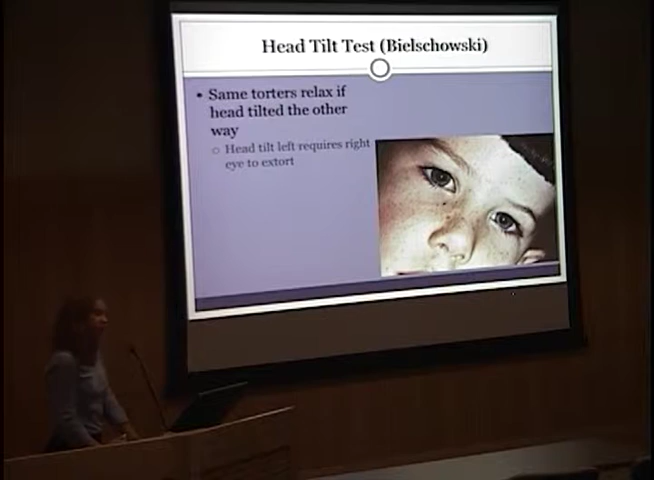 Head Tilt Test (Bielschowski)
• Same torters relax if
head tilted the other
way
○ Head tilt left requires right
eye to extort